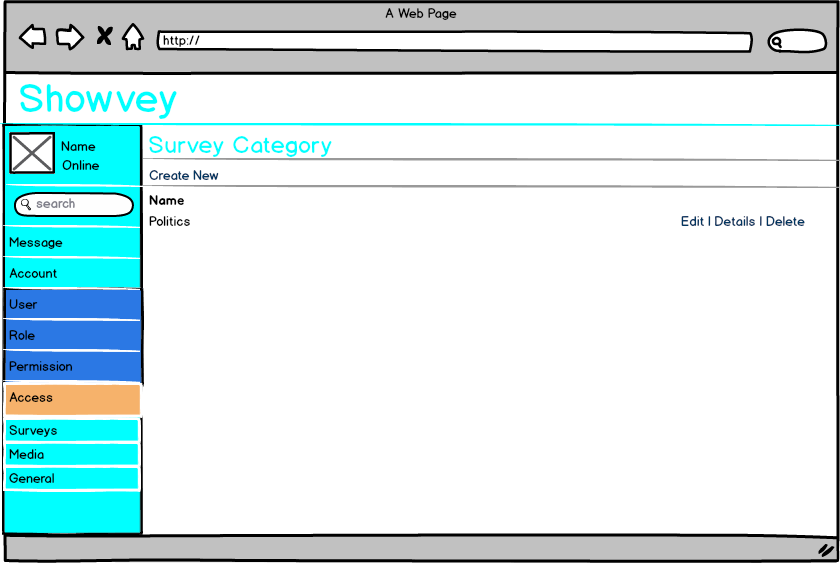 A Web Page
http://
Showvey
Name
Online
search
Message
Account
User
Role
Permission
Access
Surveys
Media
General
Survey Category
Create New
Name
Politics Edit | Details | Delete